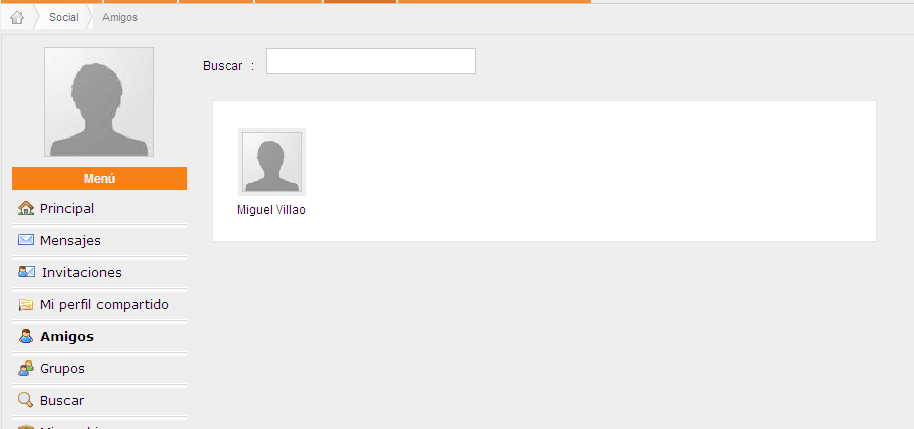 Social
Amigos
Buscar :
Menú
Miguel Villao
Principal
Mensajes
Invitaciones
Mi perfil compartido
Amigos
Grupos
Buscar